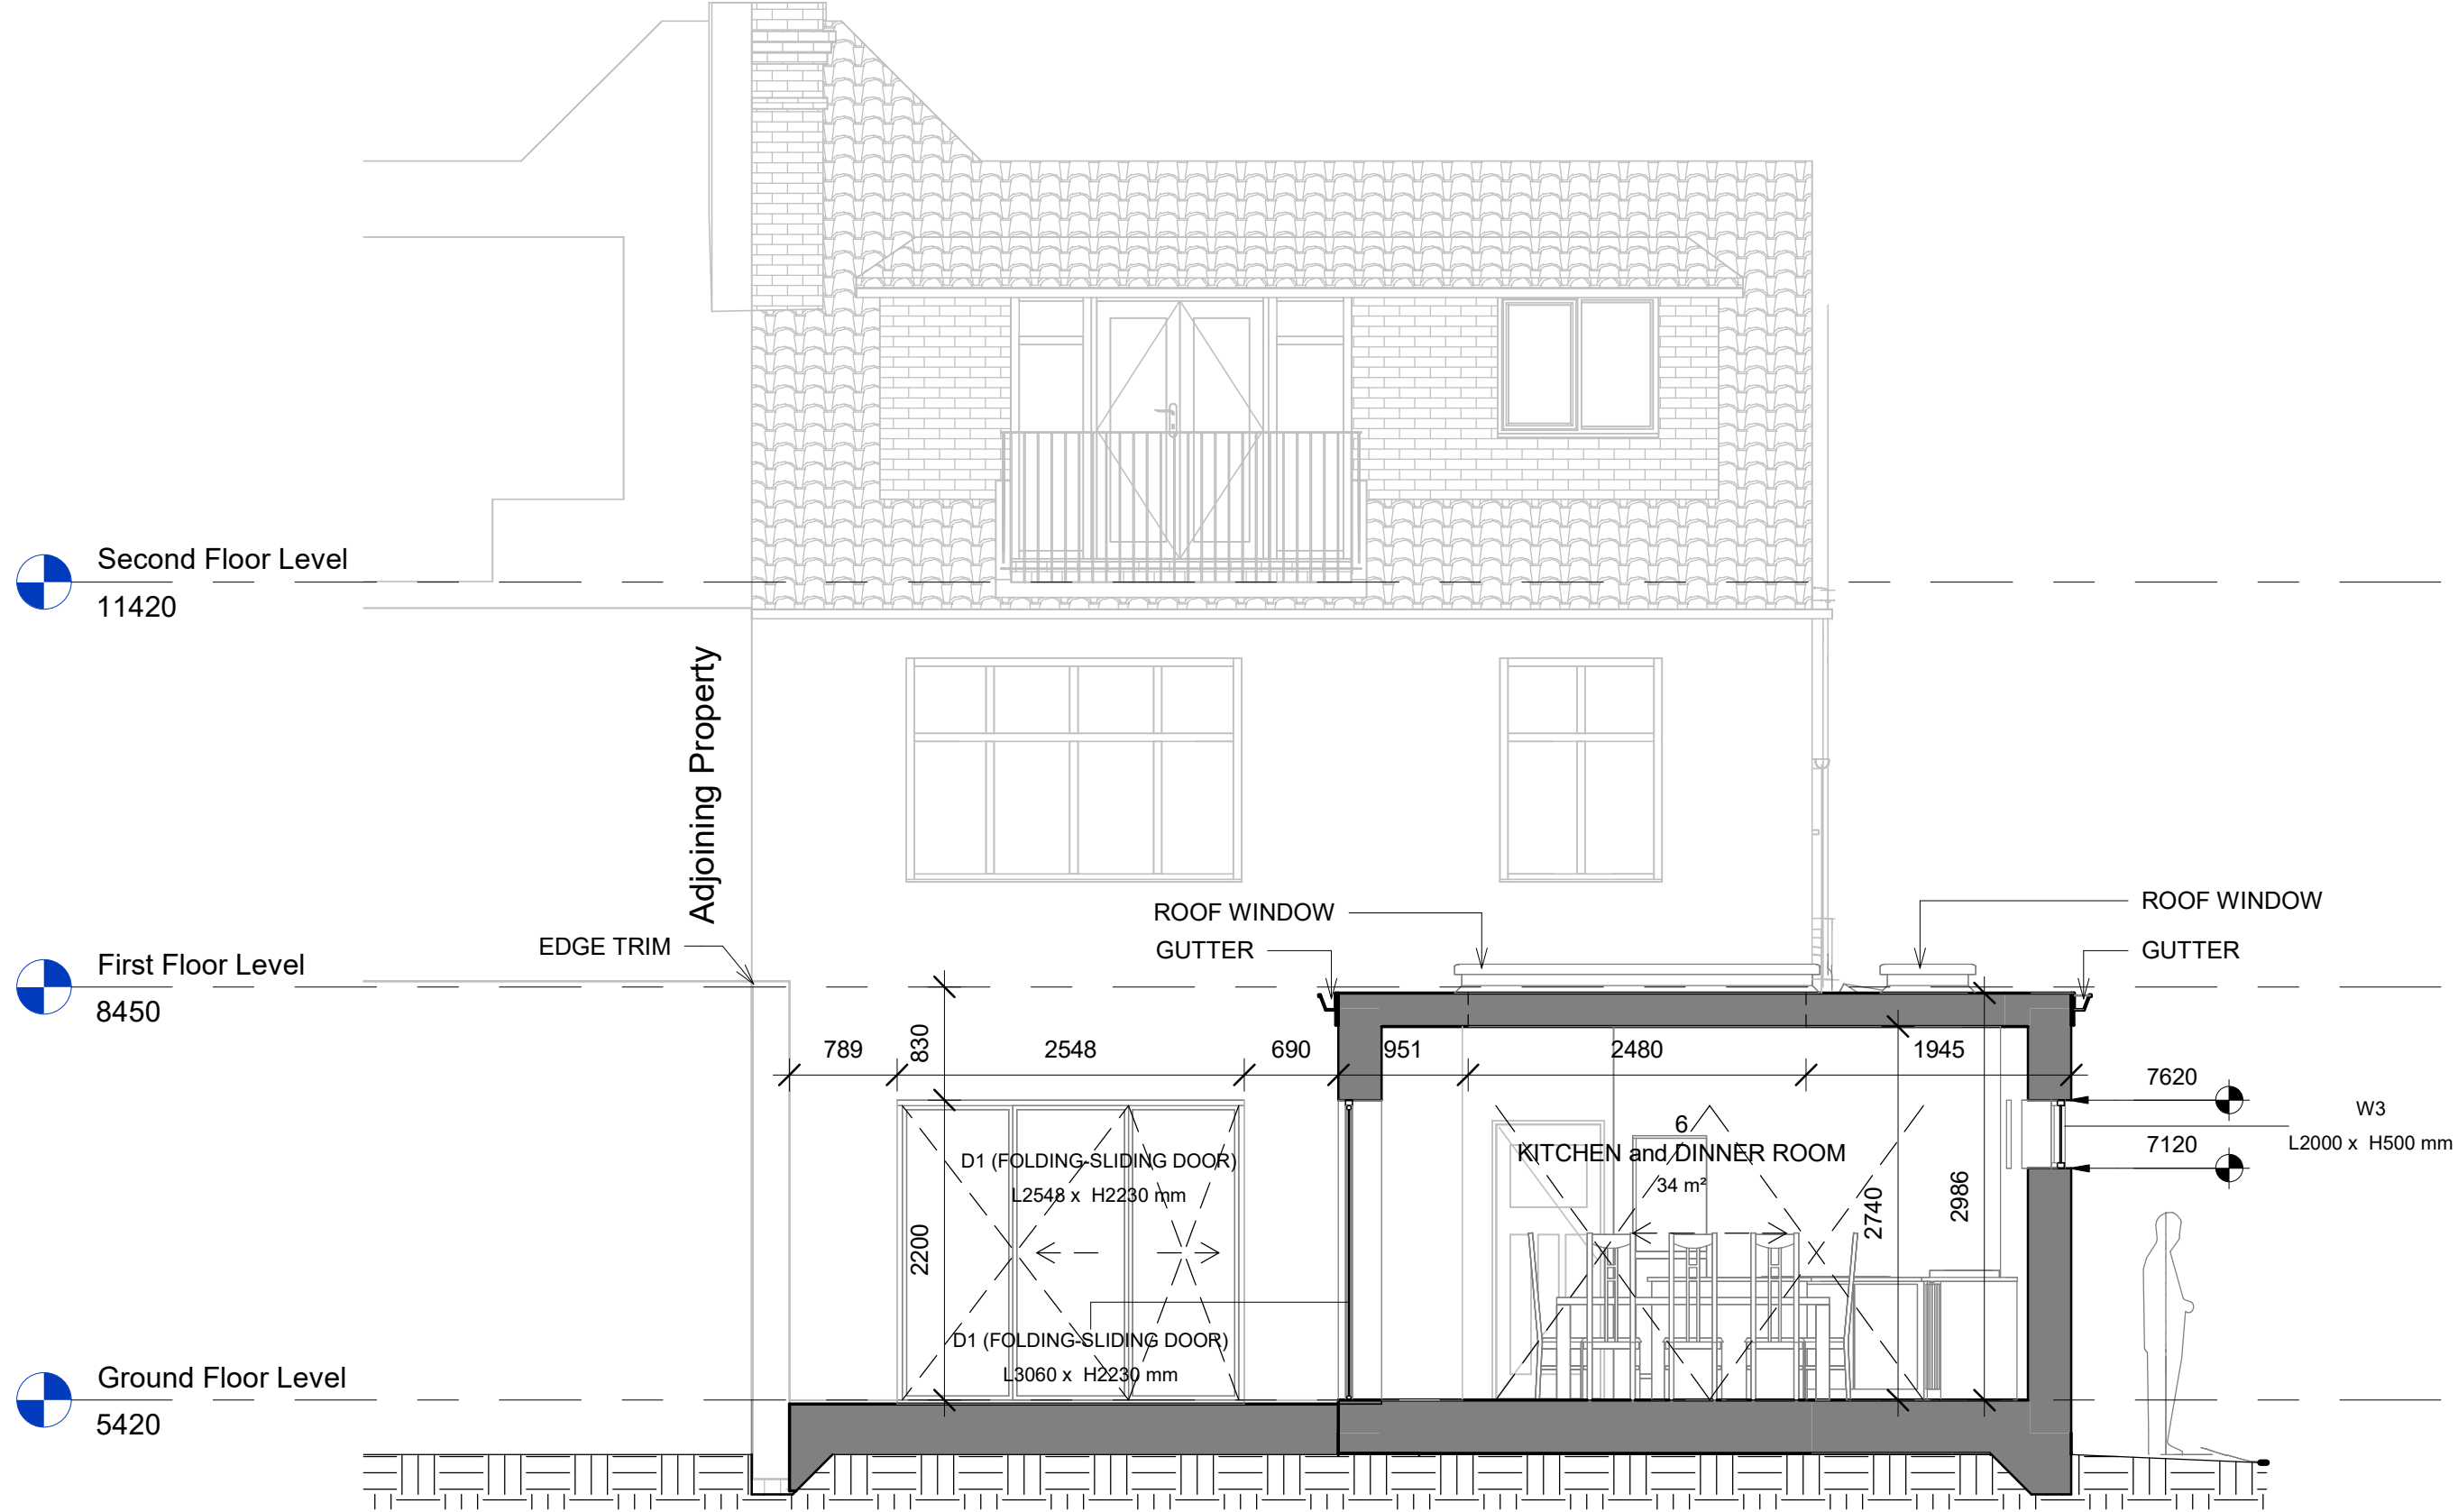 Second Floor Level
11420
Adjoining Property
ROOF WINDOW
ROOF WINDOW
EDGE TRIM
GUTTER
GUTTER
First Floor Level
8450
830
789
2548
690
951
2480
1945
7620
W3
L2000 x H500 mm
7120
6
KITCHEN and DINNER ROOM
34 m²
D1 (FOLDING-SLIDING DOOR)
L2548 x H2230 mm
2200
2740
2986
D1 (FOLDING-SLIDING DOOR)
L3060 x H2230 mm
Ground Floor Level
5420